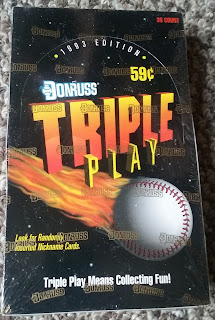 36 COUNT
1993 EDITION
59¢
DONRUSS
TRIPLE
PLAY
Look for Randomly
Inserted Nickname Cards.
Triple Play Means Collecting Fun!